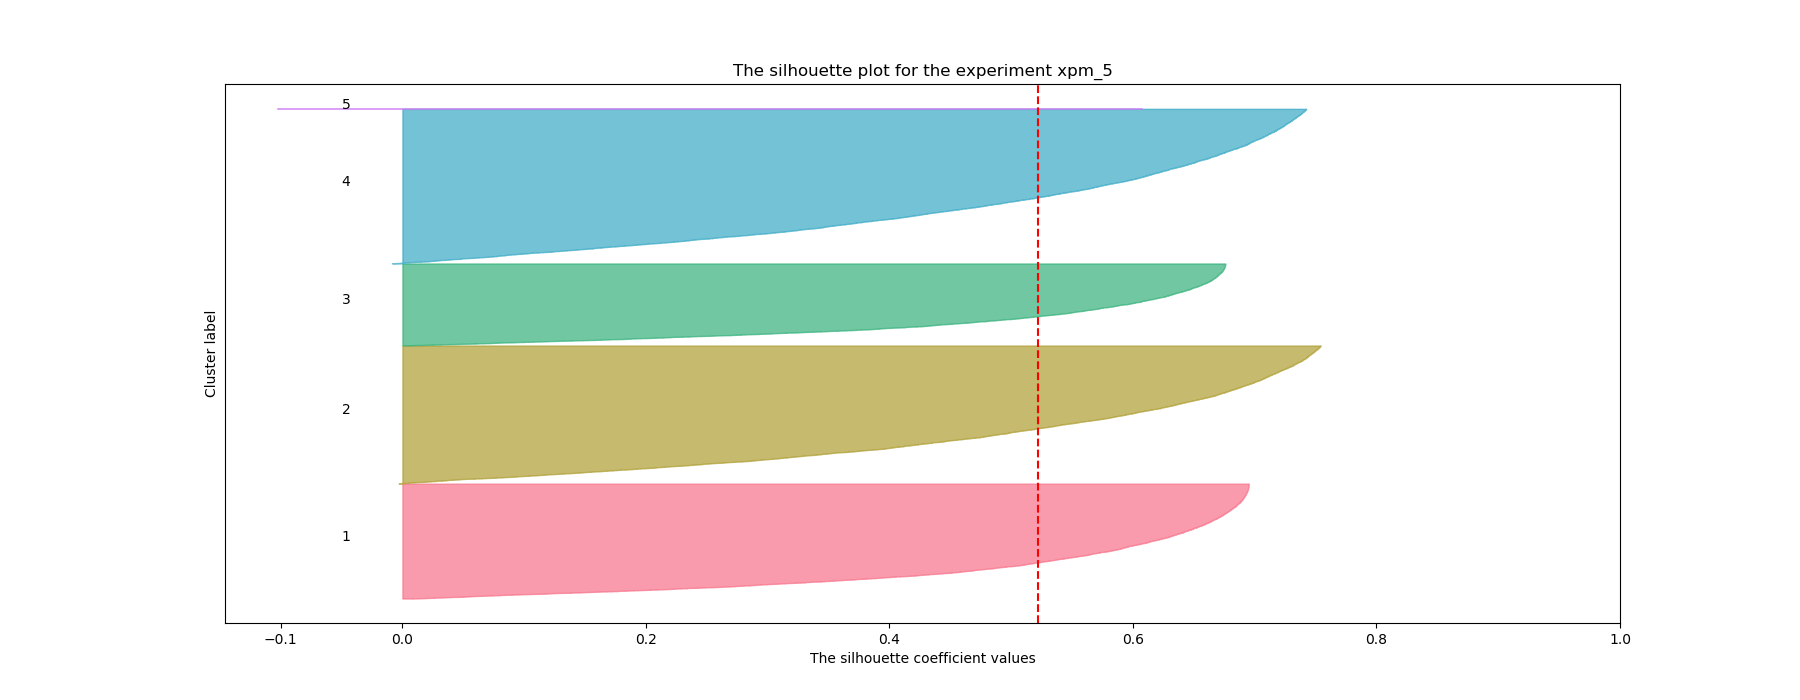 The silhouette plot for the experiment xpm_5
5
4
3
2
1
Cluster label
−0.1 0.0 0.2 0.4 0.6 0.8 1.0
The silhouette coefficient values